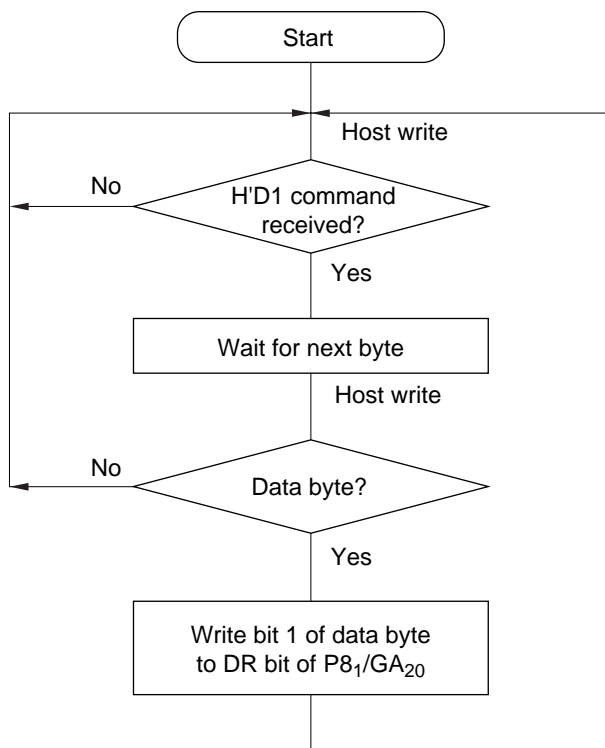 Start
Host write
No
H'D1 command
received?
Yes
Wait for next byte
Host write
No
Data byte?
Yes
Write bit 1 of data byte
to DR bit of P8₁/GA₂₀